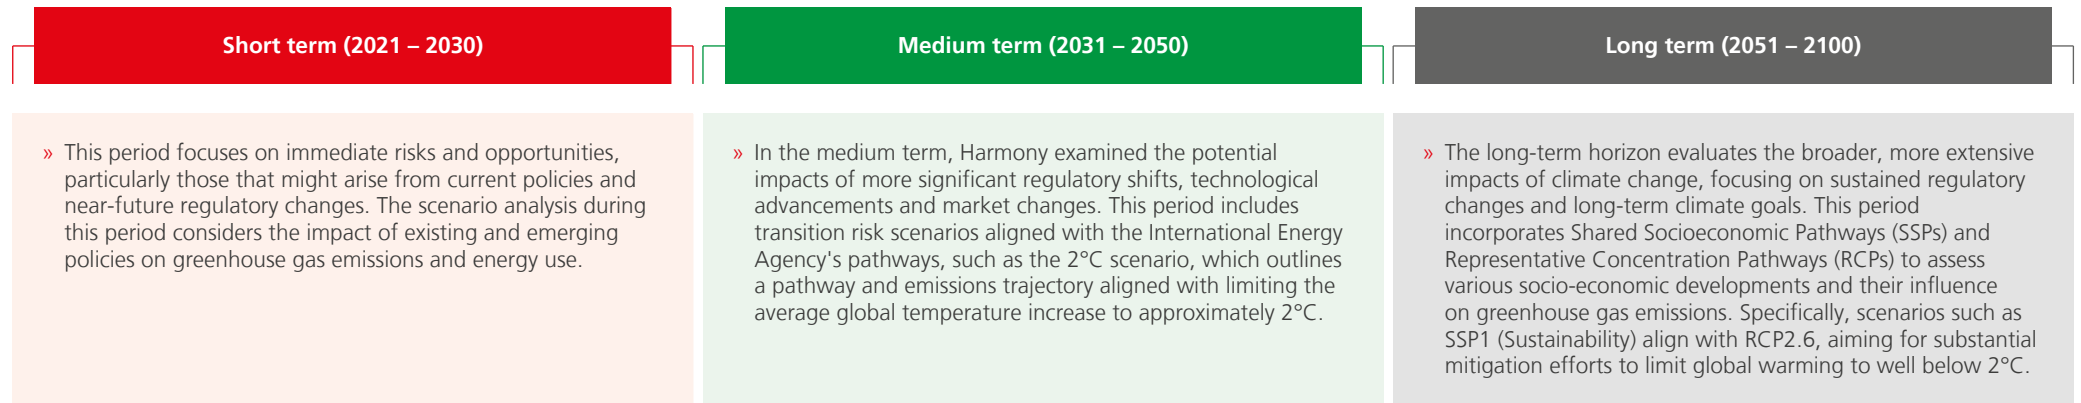 Short term (2021 – 2030)
» This period focuses on immediate risks and opportunities,
particularly those that might arise from current policies and
near-future regulatory changes. The scenario analysis during
this period considers the impact of existing and emerging
policies on greenhouse gas emissions and energy use.
Medium term (2031 – 2050)
» In the medium term, Harmony examined the potential
impacts of more significant regulatory shifts, technological
advancements and market changes. This period includes
transition risk scenarios aligned with the International Energy
Agency's pathways, such as the 2°C scenario, which outlines
a pathway and emissions trajectory aligned with limiting the
average global temperature increase to approximately 2°C.
Long term (2051 – 2100)
» The long-term horizon evaluates the broader, more extensive
impacts of climate change, focusing on sustained regulatory
changes and long-term climate goals. This period
incorporates Shared Socioeconomic Pathways (SSPs) and
Representative Concentration Pathways (RCPs) to assess
various socio-economic developments and their influence
on greenhouse gas emissions. Specifically, scenarios such as
SSP1 (Sustainability) align with RCP2.6, aiming for substantial
mitigation efforts to limit global warming to well below 2°C.